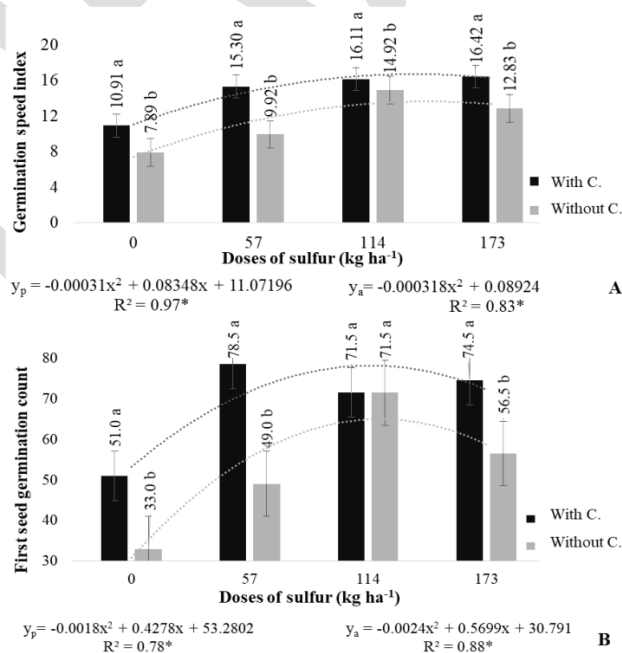 20
16
12
8
4
0
Germination speed index
10.91 a
7.89 b
15.30 a
9.92 b
16.11 a
14.92 b
16.42 a
12.83 b
With C.
Without C.
0 57 114 173
Doses of sulfur (kg ha⁻¹)
yₚ = -0.00031x² + 0.08348x + 11.07196 yₐ= -0.000318x² + 0.08924
R² = 0.97* R² = 0.83*
A
80
70
60
50
40
30
First seed germination count
51.0 a
33.0 b
78.5 a
49.0 b
71.5 a
71.5 a
74.5 a
56.5 b
With C.
Without C.
0 57 114 173
Doses of sulfur (kg ha⁻¹)
yₚ= -0.0018x² + 0.4278x + 53.2802 yₐ = -0.0024x² + 0.5699x + 30.791
R² = 0.78* R² = 0.88*
B